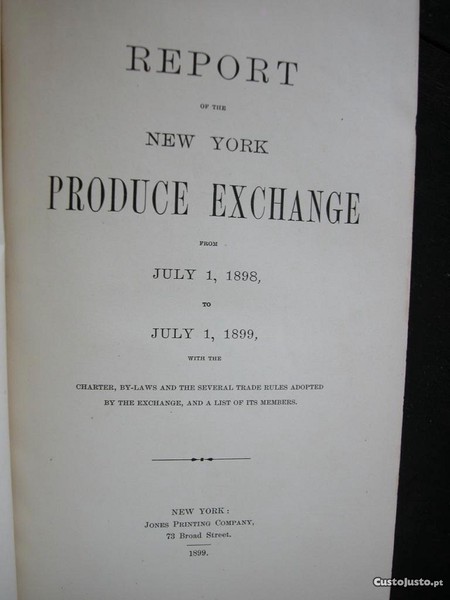 REPORT
OF THE
NEW YORK
PRODUCE EXCHANGE
FROM
JULY 1, 1898,
TO
JULY 1, 1899,
WITH THE
CHARTER, BY-LAWS AND THE SEVERAL TRADE RULES ADOPTED
BY THE EXCHANGE, AND A LIST OF ITS MEMBERS.
NEW YORK:
JONES PRINTING COMPANY,
73 Broad Street.
1899.
CustoJusto.pt